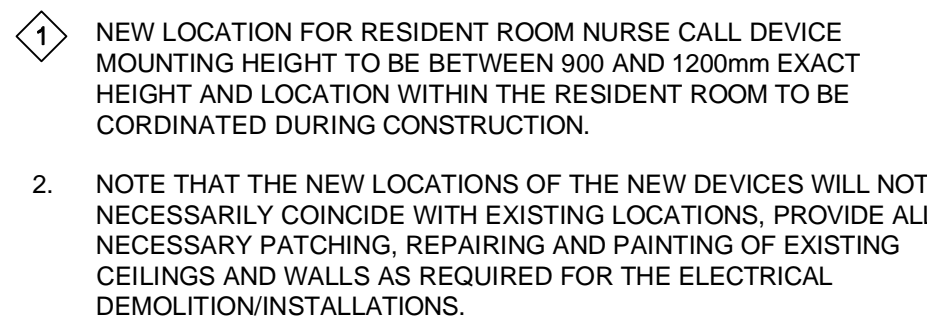 1 NEW LOCATION FOR RESIDENT ROOM NURSE CALL DEVICE
MOUNTING HEIGHT TO BE BETWEEN 900 AND 1200mm EXACT
HEIGHT AND LOCATION WITHIN THE RESIDENT ROOM TO BE
CORDINATED DURING CONSTRUCTION.
2. NOTE THAT THE NEW LOCATIONS OF THE NEW DEVICES WILL NOT
NECESSARILY COINCIDE WITH EXISTING LOCATIONS, PROVIDE ALL
NECESSARY PATCHING, REPAIRING AND PAINTING OF EXISTING
CEILINGS AND WALLS AS REQUIRED FOR THE ELECTRICAL
DEMOLITION/INSTALLATIONS.